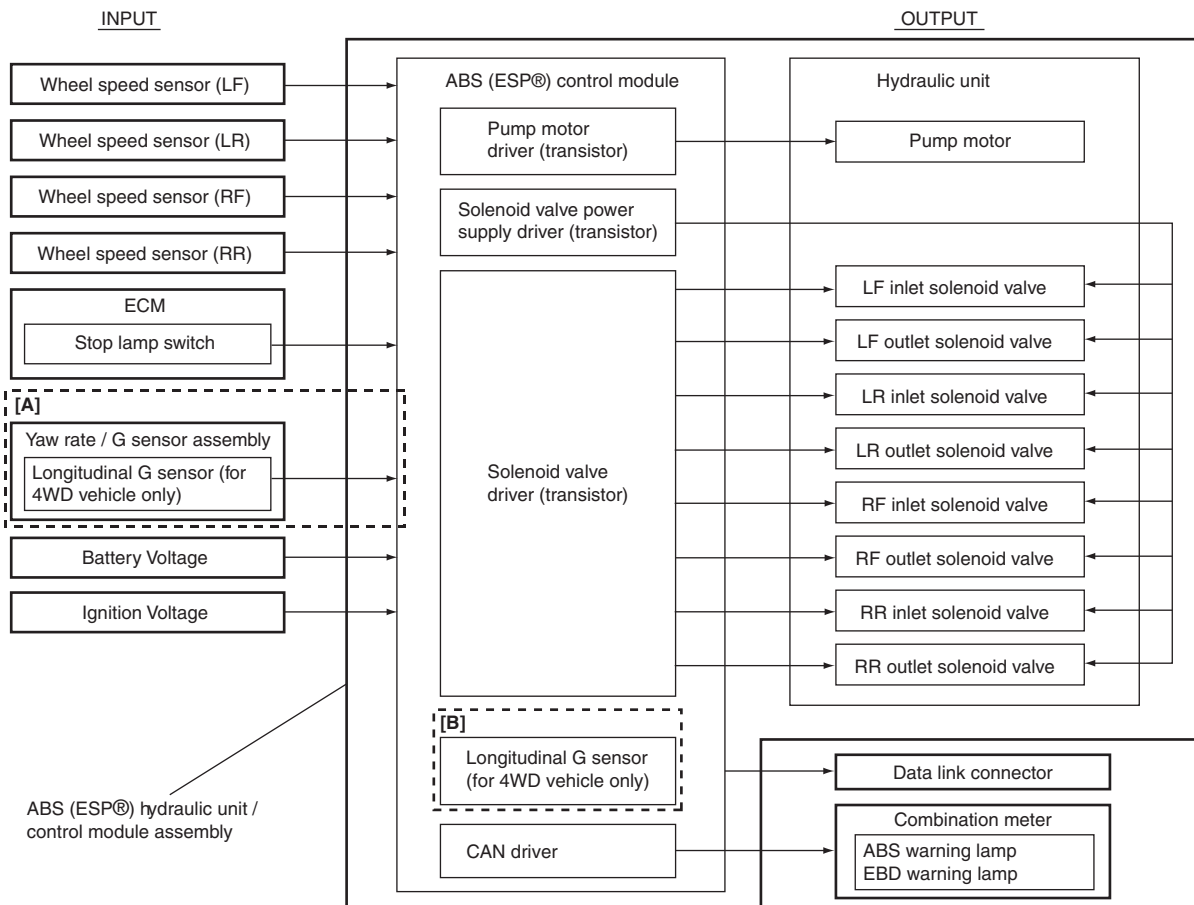 INPUT
OUTPUT
Wheel speed sensor (LF)
Wheel speed sensor (LR)
Wheel speed sensor (RF)
Wheel speed sensor (RR)
ECM
Stop lamp switch
[A]
Yaw rate / G sensor assembly
Longitudinal G sensor (for
4WD vehicle only)
Battery Voltage
Ignition Voltage
ABS (ESP®) hydraulic unit /
control module assembly
ABS (ESP®) control module
Pump motor
driver (transistor)
Solenoid valve power
supply driver (transistor)
Solenoid valve
driver (transistor)
[B]
Longitudinal G sensor
(for 4WD vehicle only)
CAN driver
Hydraulic unit
Pump motor
LF inlet solenoid valve
LF outlet solenoid valve
LR inlet solenoid valve
LR outlet solenoid valve
RF inlet solenoid valve
RF outlet solenoid valve
RR inlet solenoid valve
RR outlet solenoid valve
Data link connector
Combination meter
ABS warning lamp
EBD warning lamp